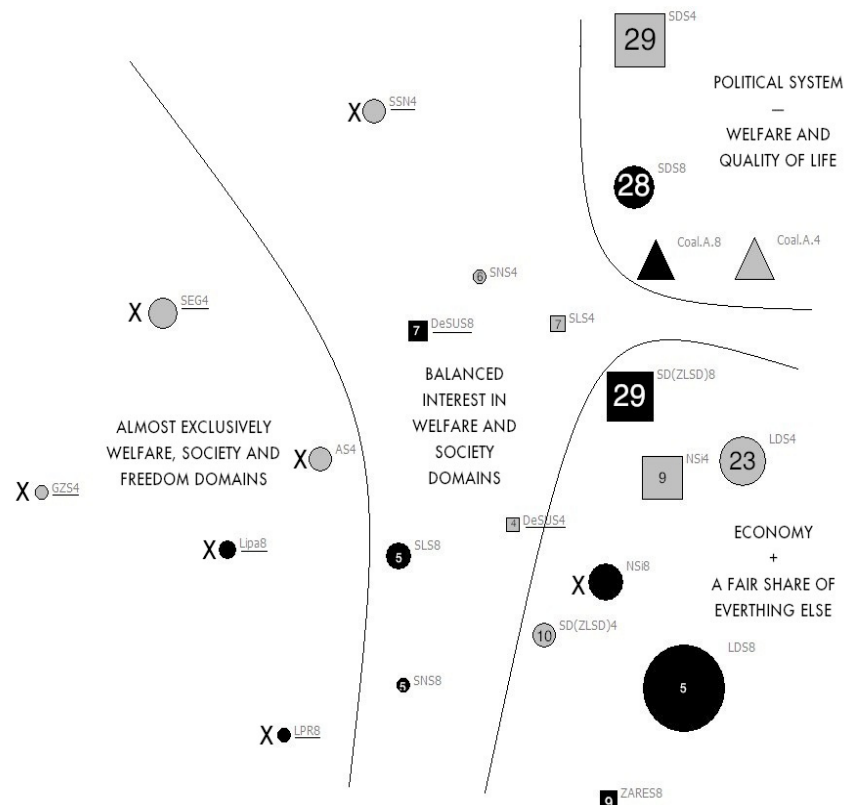 SDS4
29
POLITICAL SYSTEM
—
WELFARE AND
QUALITY OF LIFE
X SSN4
SDS8
28
Coal.A.8
Coal.A.4
SNS4
6
X SEG4
DeSUS8
7
SLS4
7
BALANCED
INTEREST IN
WELFARE AND
SOCIETY
DOMAINS
SD(ZLSD)8
29
ALMOST EXCLUSIVELY
WELFARE, SOCIETY AND
FREEDOM DOMAINS
X AS4
LDS4
23
NSi4
9
X GZS4
DeSUS4
4
ECONOMY
+
A FAIR SHARE OF
EVERTHING ELSE
X Lipa8
SLS8
5
X NSi8
SD(ZLSD)4
10
LDS8
5
SNS8
5
X LPR8
ZARES8
9